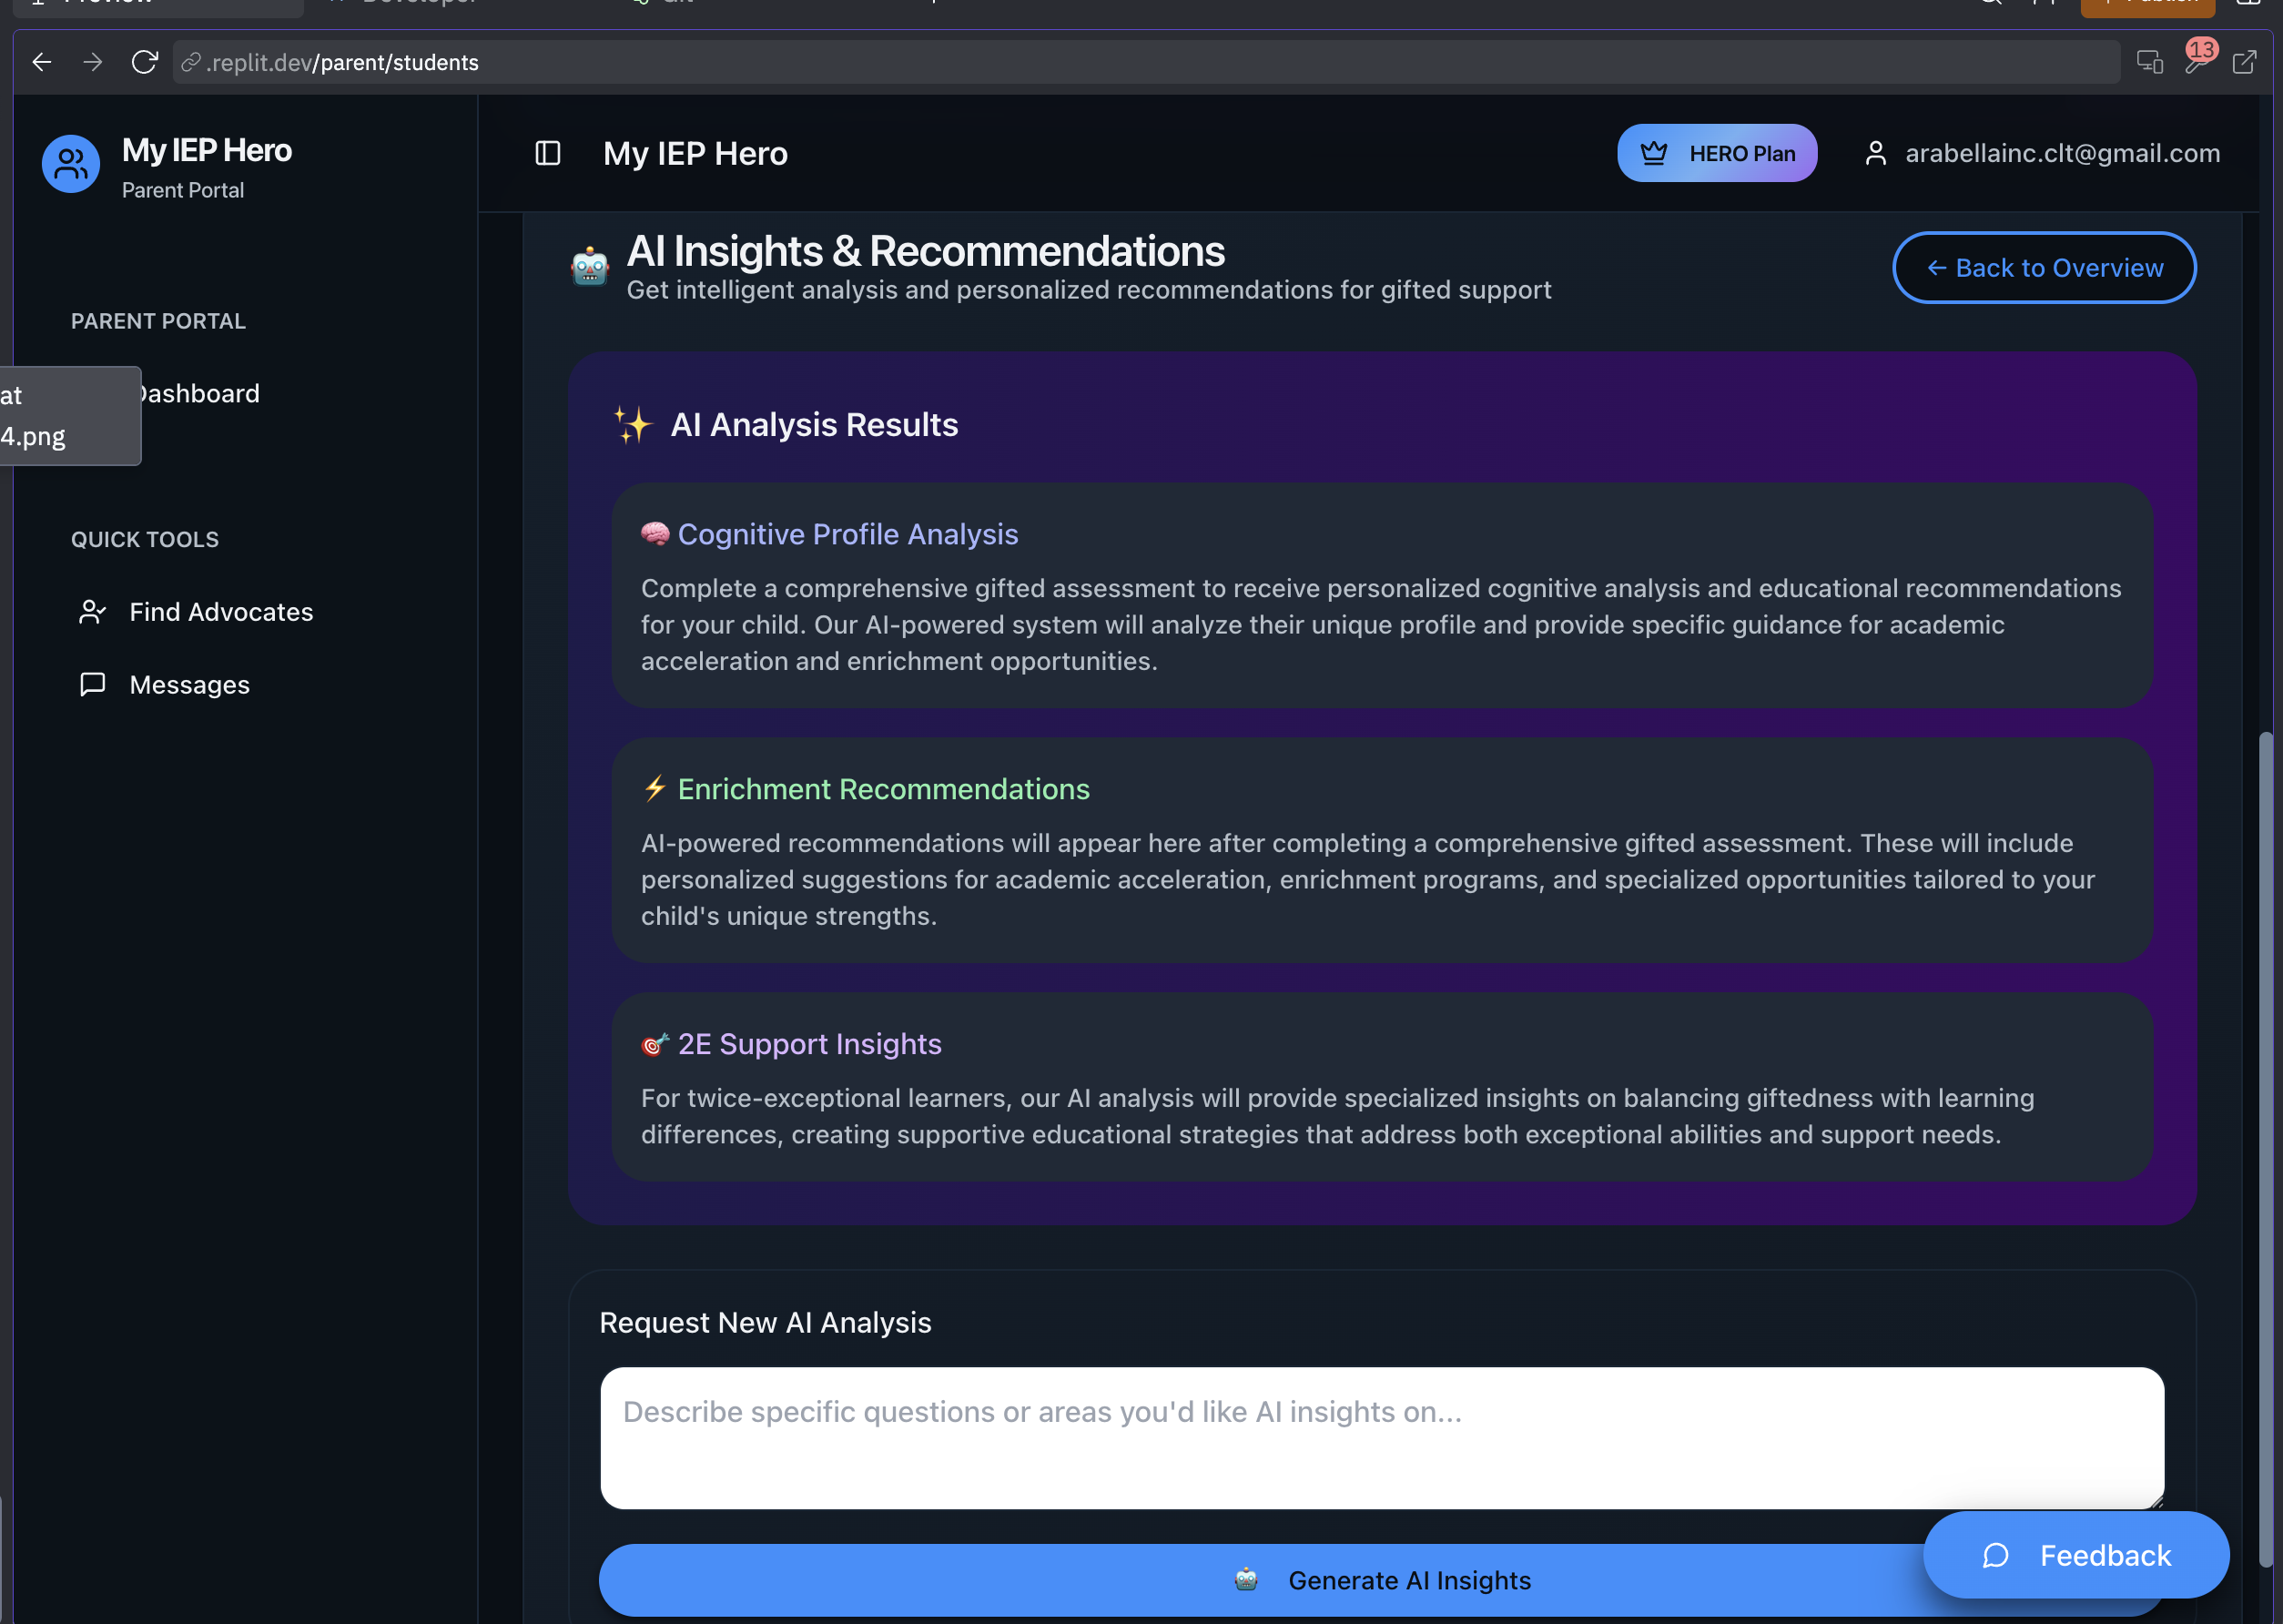 Preview
Developer
Git
Publish
.replit.dev/parent/students
13
My IEP Hero
Parent Portal
My IEP Hero
HERO Plan
arabellainc.clt@gmail.com
AI Insights & Recommendations
Get intelligent analysis and personalized recommendations for gifted support
← Back to Overview
PARENT PORTAL
at
4.png
Dashboard
QUICK TOOLS
Find Advocates
Messages
AI Analysis Results
Cognitive Profile Analysis
Complete a comprehensive gifted assessment to receive personalized cognitive analysis and educational recommendations
for your child. Our AI-powered system will analyze their unique profile and provide specific guidance for academic
acceleration and enrichment opportunities.
Enrichment Recommendations
AI-powered recommendations will appear here after completing a comprehensive gifted assessment. These will include
personalized suggestions for academic acceleration, enrichment programs, and specialized opportunities tailored to your
child's unique strengths.
2E Support Insights
For twice-exceptional learners, our AI analysis will provide specialized insights on balancing giftedness with learning
differences, creating supportive educational strategies that address both exceptional abilities and support needs.
Request New AI Analysis
Describe specific questions or areas you'd like AI insights on...
Generate AI Insights
Feedback